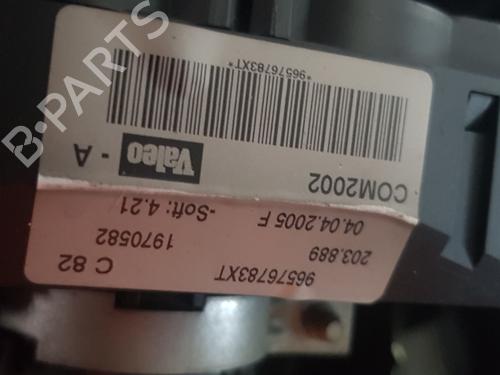 96576783XT
C 82
203.889
1970582
04.04.2005 F
-Soft: 4.21
COM2002
Valeo
- A
*96576783XT*
B-PARTS